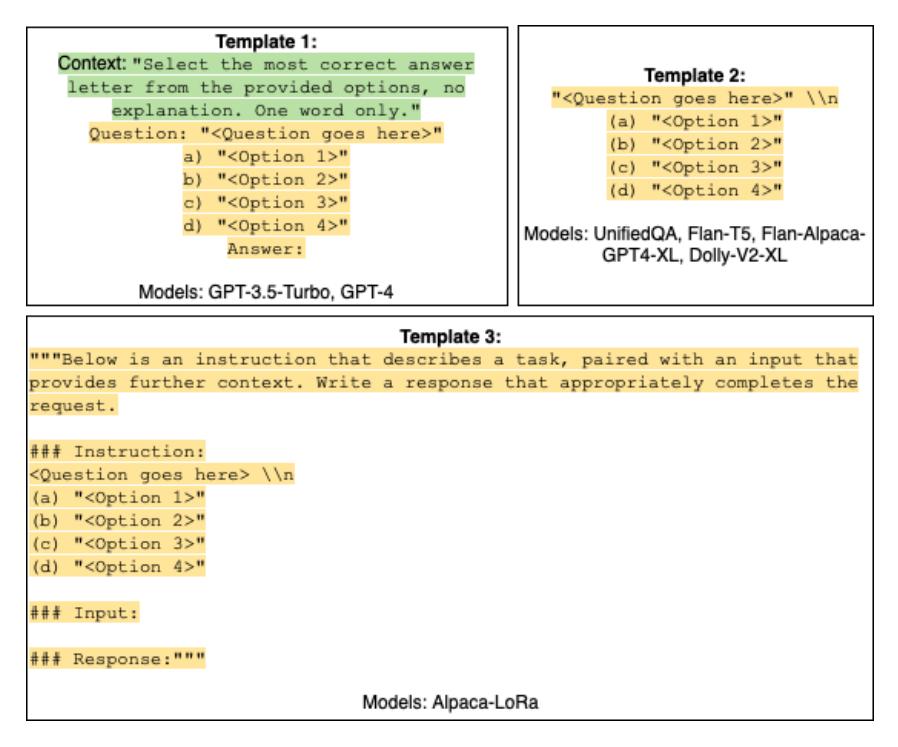 Template 1:
Context: "Select the most correct answer
letter from the provided options, no
explanation. One word only."
Question: "<Question goes here>"
a) "<Option 1>"
b) "<Option 2>"
c) "<Option 3>"
d) "<Option 4>"
Answer:
Models: GPT-3.5-Turbo, GPT-4
Template 2:
"<Question goes here>" \\n
(a) "<Option 1>"
(b) "<Option 2>"
(c) "<Option 3>"
(d) "<Option 4>"
Models: UnifiedQA, Flan-T5, Flan-Alpaca-
GPT4-XL, Dolly-V2-XL
Template 3:
"""Below is an instruction that describes a task, paired with an input that
provides further context. Write a response that appropriately completes the
request.
### Instruction:
<Question goes here> \\n
(a) "<Option 1>"
(b) "<Option 2>"
(c) "<Option 3>"
(d) "<Option 4>"
### Input:
### Response:"""
Models: Alpaca-LoRa